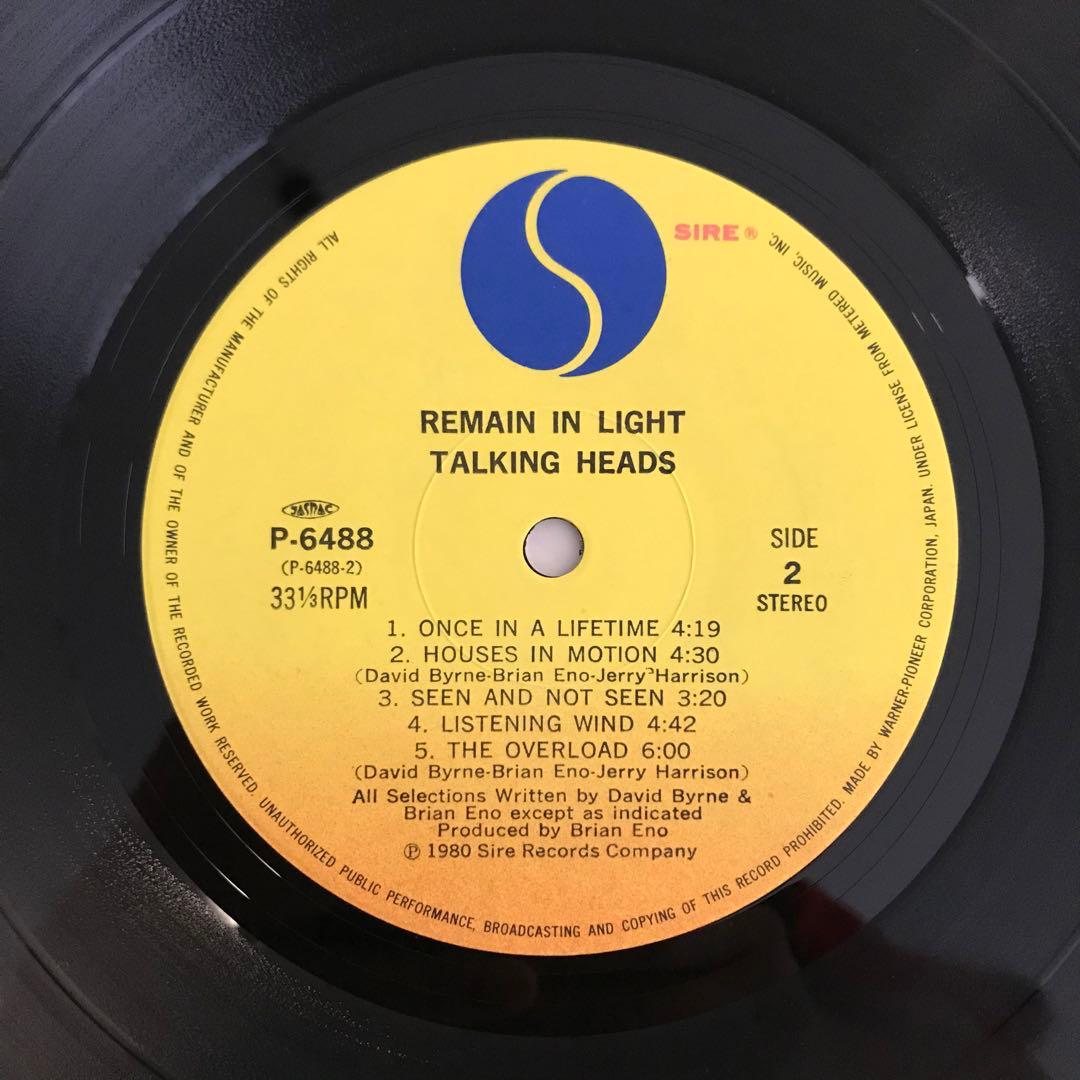 SIRE®
REMAIN IN LIGHT
TALKING HEADS
JASRAC
P-6488
(P-6488-2)
33⅓RPM
SIDE
2
STEREO
1. ONCE IN A LIFETIME 4:19
2. HOUSES IN MOTION 4:30
(David Byrne-Brian Eno-Jerry Harrison)
3. SEEN AND NOT SEEN 3:20
4. LISTENING WIND 4:42
5. THE OVERLOAD 6:00
(David Byrne-Brian Eno-Jerry Harrison)
All Selections Written by David Byrne &
Brian Eno except as indicated
Produced by Brian Eno
℗ 1980 Sire Records Company
ALL RIGHTS OF THE MANUFACTURER AND OF THE OWNER OF THE RECORDED WORK RESERVED. UNAUTHORIZED PUBLIC PERFORMANCE, BROADCASTING AND COPYING OF THIS RECORD PROHIBITED. MADE BY WARNER-PIONEER CORPORATION, JAPAN. UNDER LICENSE FROM METERED MUSIC, INC.